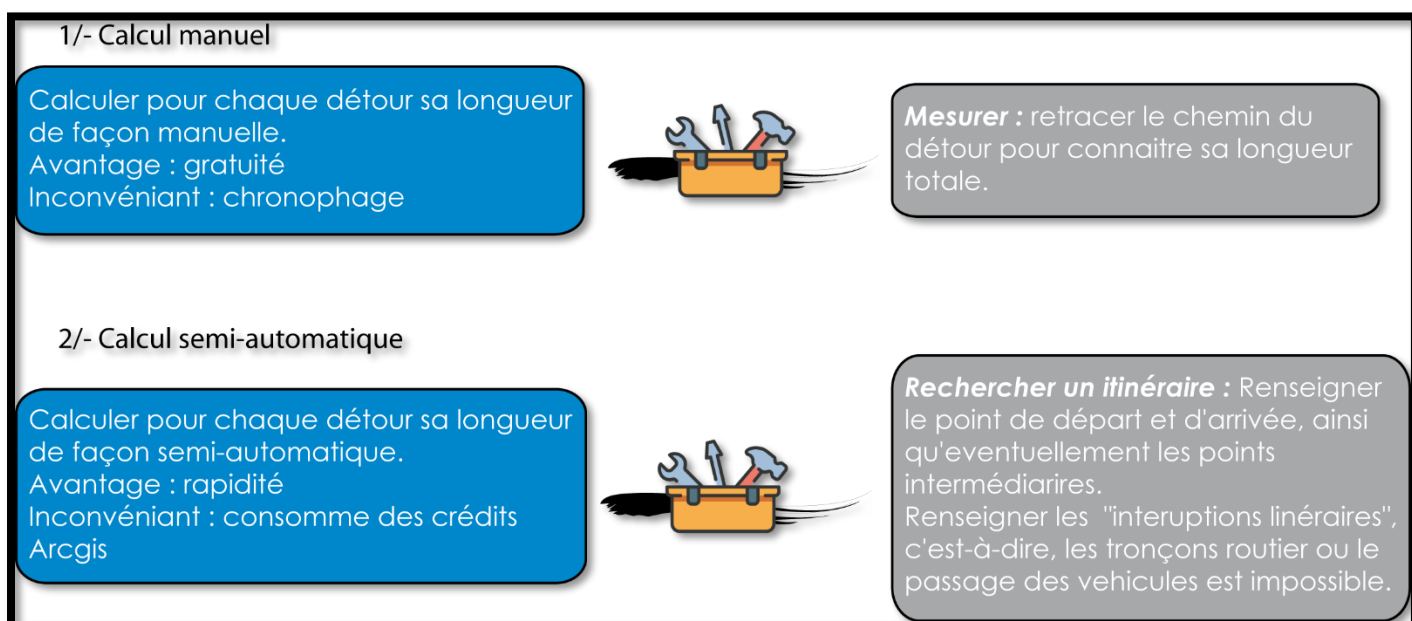 1/- Calcul manuel
Calculer pour chaque détour sa longueur
de façon manuelle.
Avantage : gratuité
Inconvéniant : chronophage
Mesurer : retracer le chemin du
détour pour connaitre sa longueur
totale.
2/- Calcul semi-automatique
Calculer pour chaque détour sa longueur
de façon semi-automatique.
Avantage : rapidité
Inconvéniant : consomme des crédits
Arcgis
Rechercher un itinéraire : Renseigner
le point de départ et d'arrivée, ainsi
qu'eventuellement les points
intermédiarires.
Renseigner les "interuptions linéraires",
c'est-à-dire, les tronçons routier ou le
passage des vehicules est impossible.